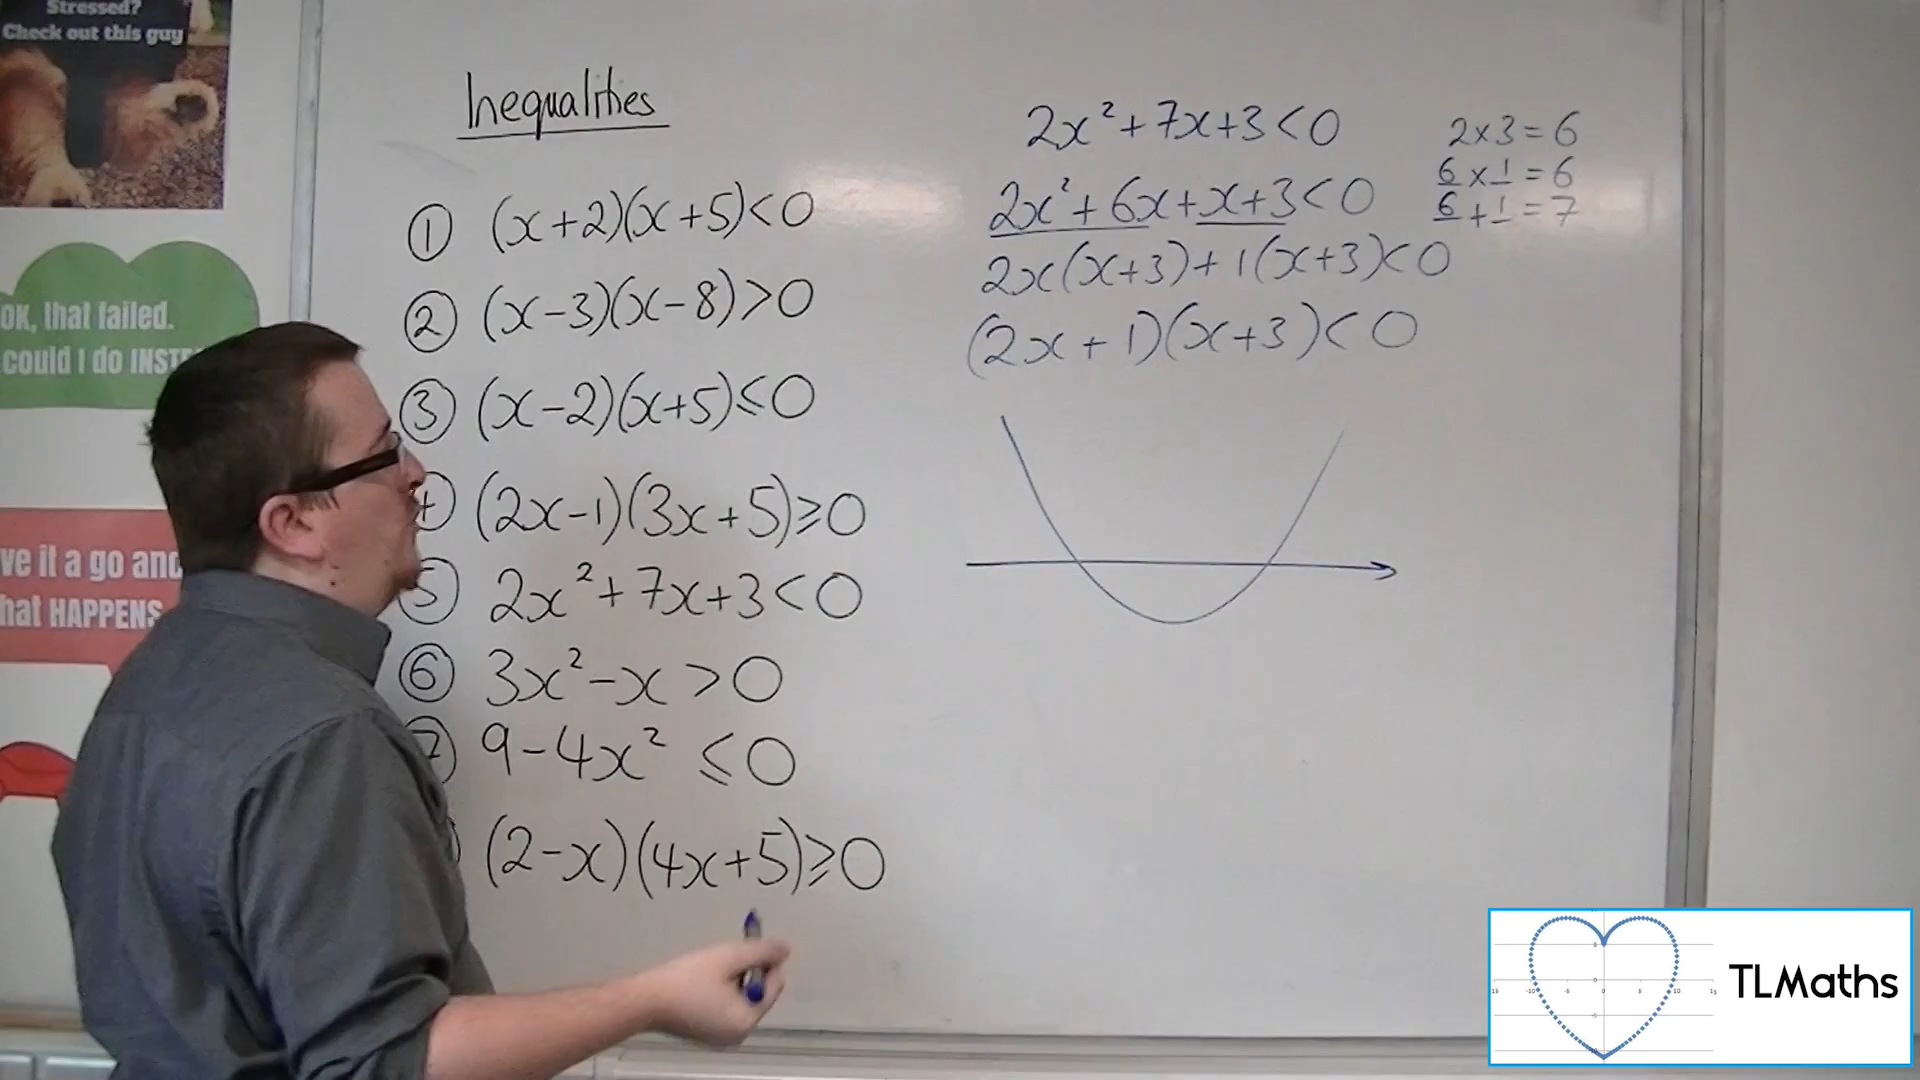 Stressed?
Check out this guy
OK, that failed.
could I do
ve it a go and
hat HAPPENS
Inequalities
① (x+2)(x+5)<0
② (x-3)(x-8)>0
③ (x-2)(x+5)≤0
(2x-1)(3x+5)≥0
2x²+7x+3<0
⑥ 3x²-x>0
9-4x² ≤0
(2-x)(4x+5)≥0
2x²+7x+3<0
2x²+6x+x+3<0
2x(x+3)+1(x+3)<0
(2x+1)(x+3)<0
2×3=6
6×1=6
6+1=7
TLMaths